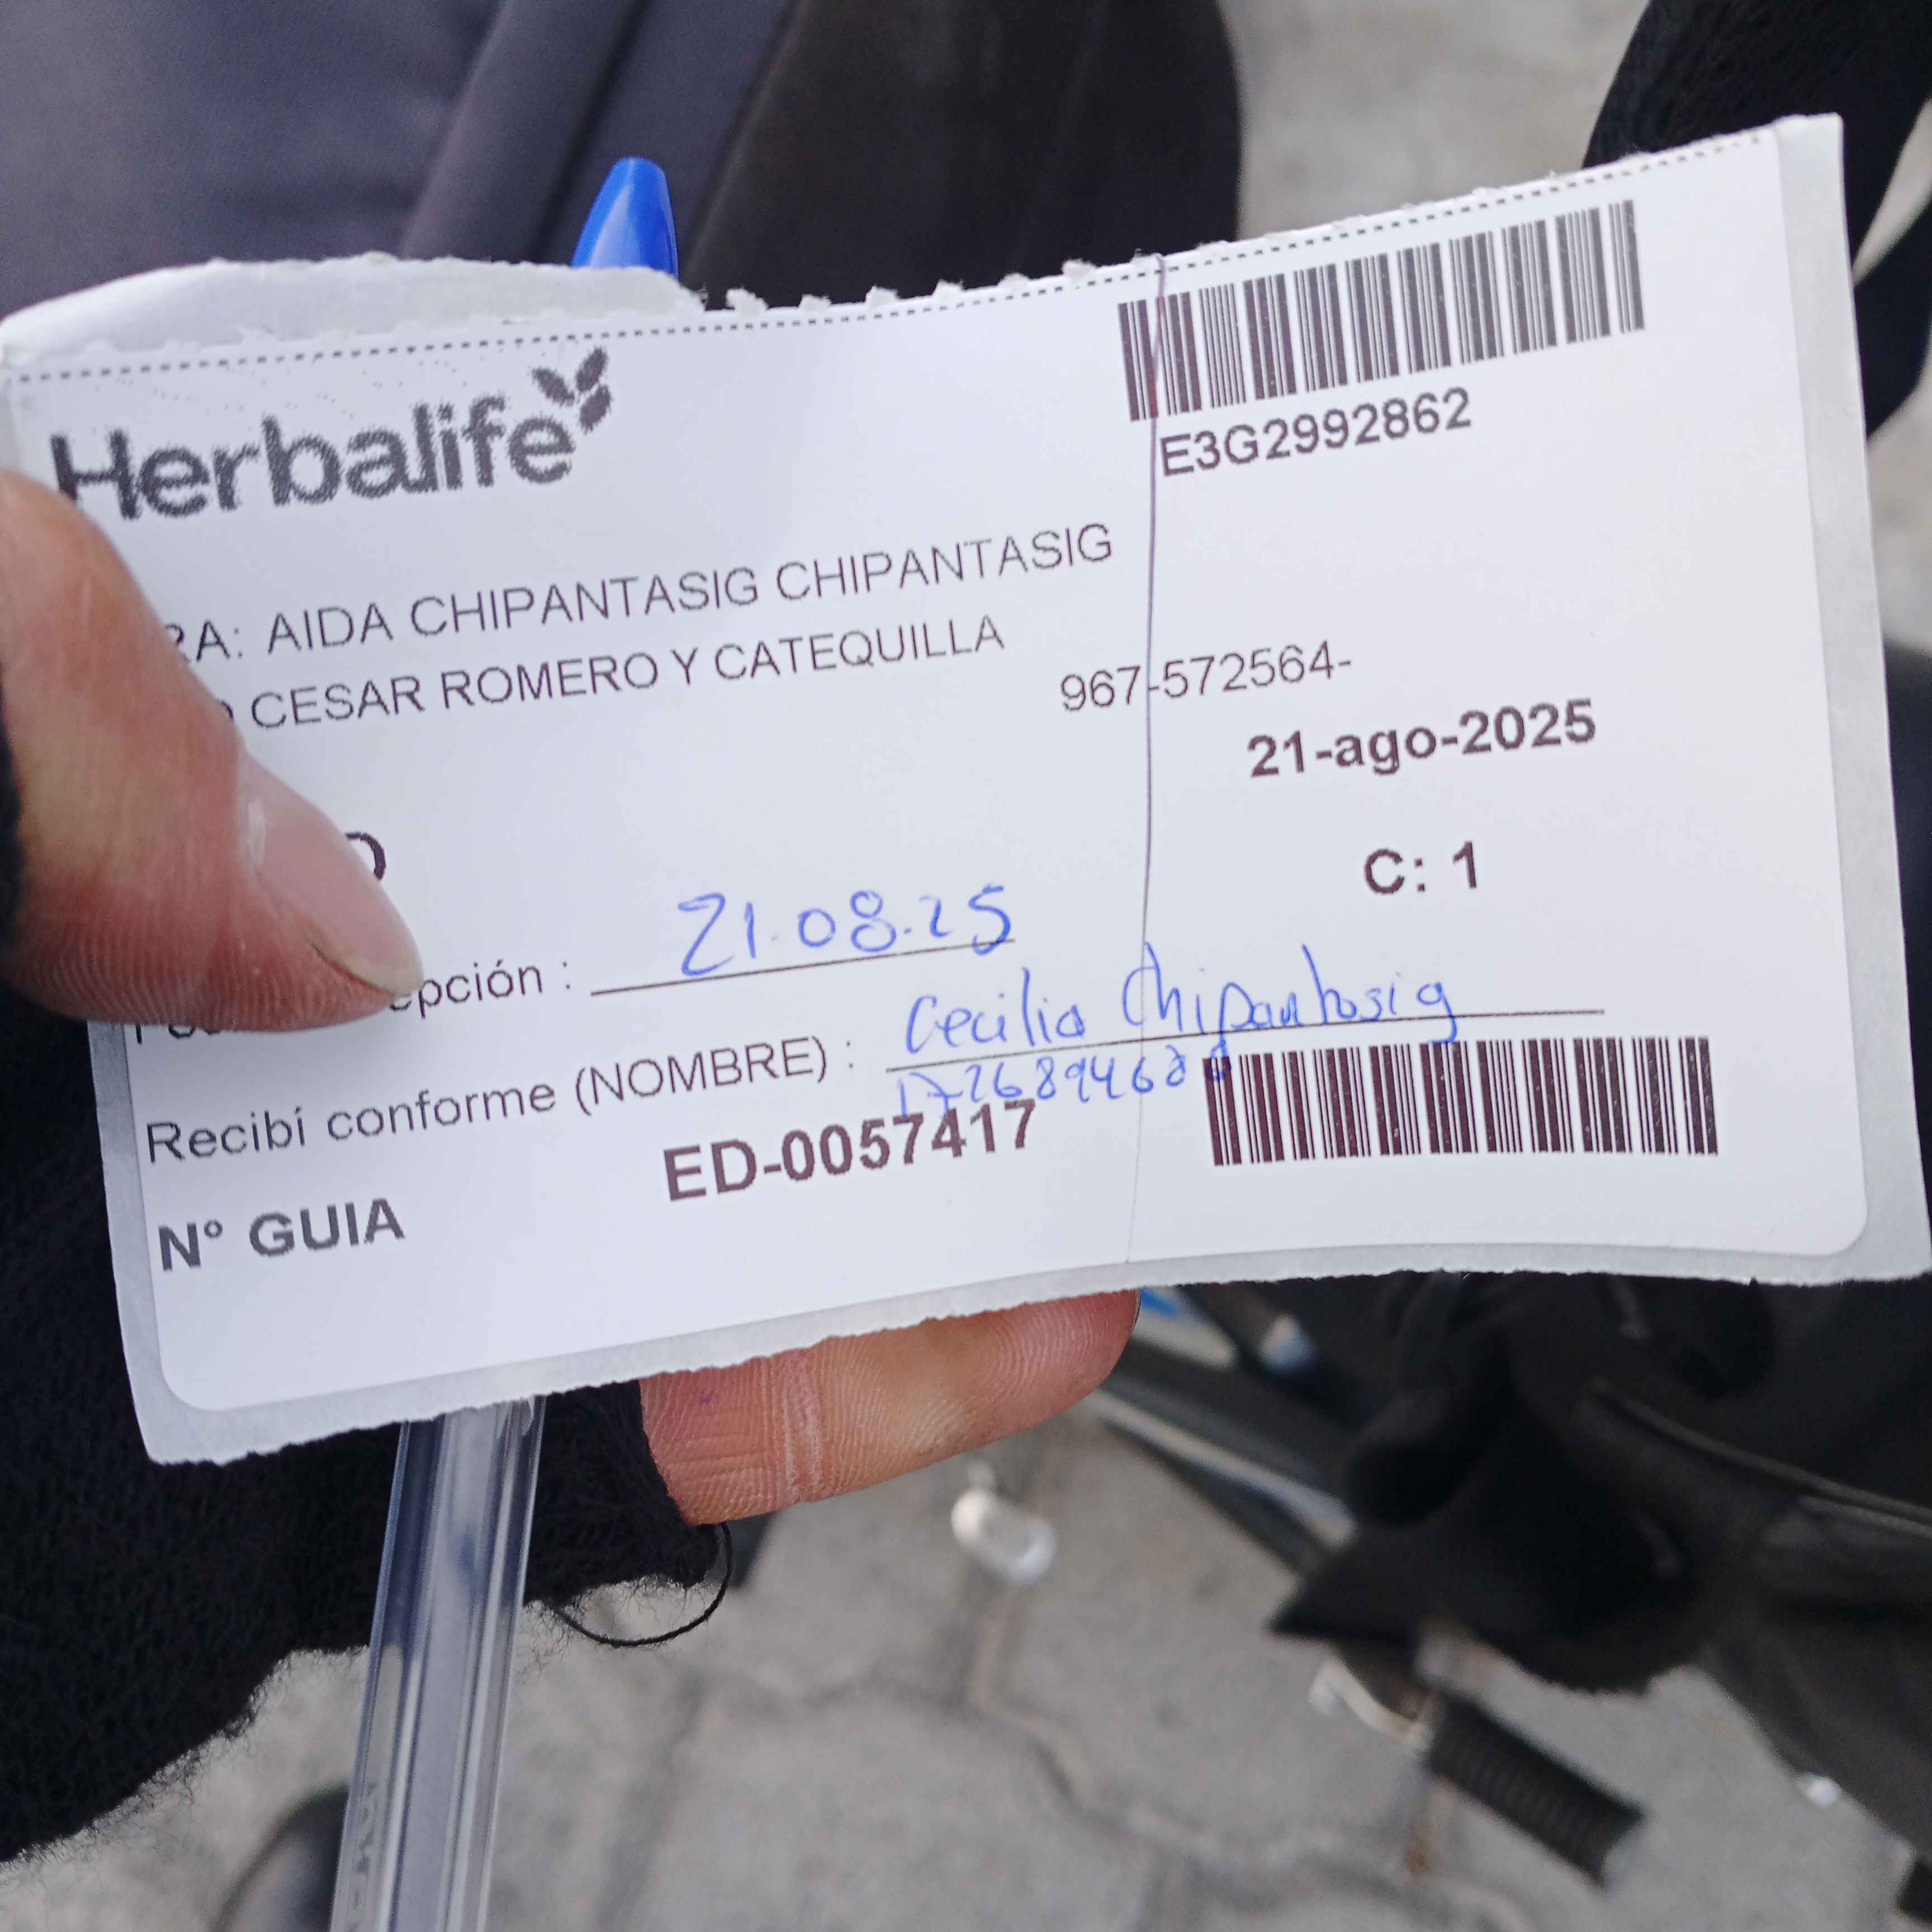 Herbalife
E3G2992862
RA: AIDA CHIPANTASIG CHIPANTASIG
CESAR ROMERO Y CATEQUILLA
967-572564-
21-ago-2025
C: 1
epción : 21.08.25
Recibí conforme (NOMBRE) : Cecilia Chipantasig
N° GUIA ED-0057417